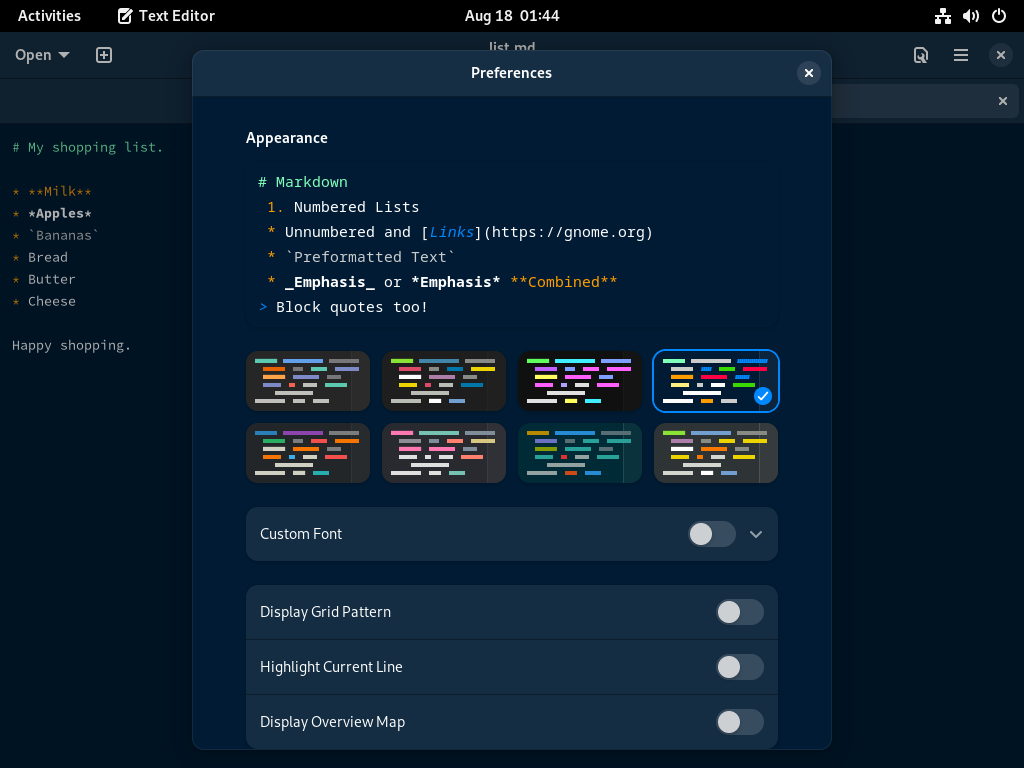 Activities
Text Editor
Aug 18 01:44
Open
list.md
Preferences
# My shopping list.
* **Milk**
* *Apples*
* `Bananas`
* Bread
* Butter
* Cheese
Happy shopping.
Appearance
# Markdown
1. Numbered Lists
* Unnumbered and [Links](https://gnome.org)
* `Preformatted Text`
* _Emphasis_ or *Emphasis* **Combined**
> Block quotes too!
Custom Font
Display Grid Pattern
Highlight Current Line
Display Overview Map